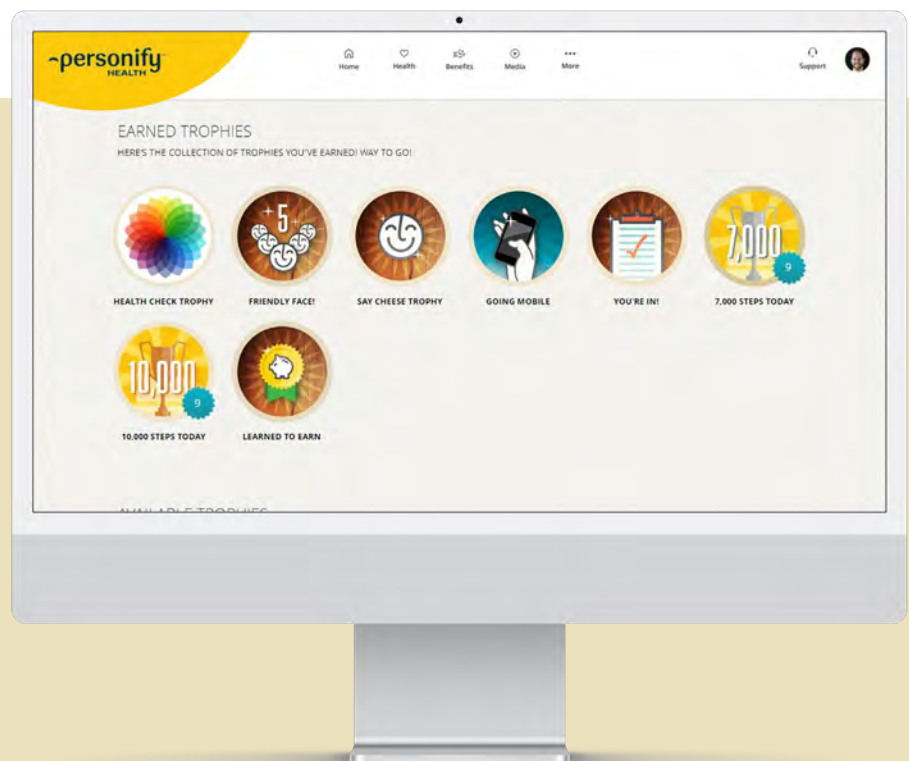 ~personify
HEALTH
Home Health Benefits Media More
Support
EARNED TROPHIES
HERE'S THE COLLECTION OF TROPHIES YOU'VE EARNED! WAY TO GO!
5
7,000
9
HEALTH CHECK TROPHY FRIENDLY FACE! SAY CHEESE TROPHY GOING MOBILE YOU'RE IN! 7,000 STEPS TODAY
10,000
9
10,000 STEPS TODAY LEARNED TO EARN
AVAILABLE TROPHIES